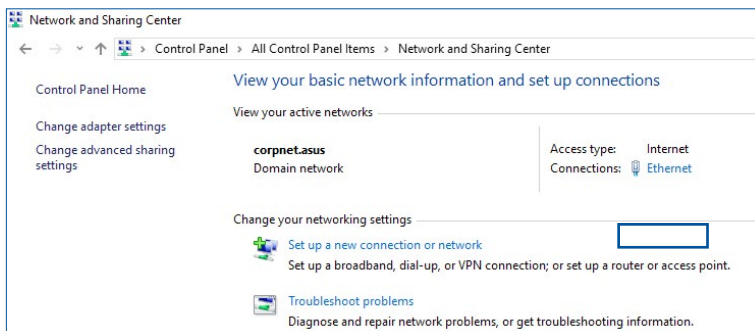 Network and Sharing Center
Control Panel > All Control Panel Items > Network and Sharing Center
Control Panel Home
Change adapter settings
Change advanced sharing
settings
View your basic network information and set up connections
View your active networks
corpnet.asus
Domain network
Access type: Internet
Connections: Ethernet
Change your networking settings
Set up a new connection or network
Set up a broadband, dial-up, or VPN connection; or set up a router or access point.
Troubleshoot problems
Diagnose and repair network problems, or get troubleshooting information.